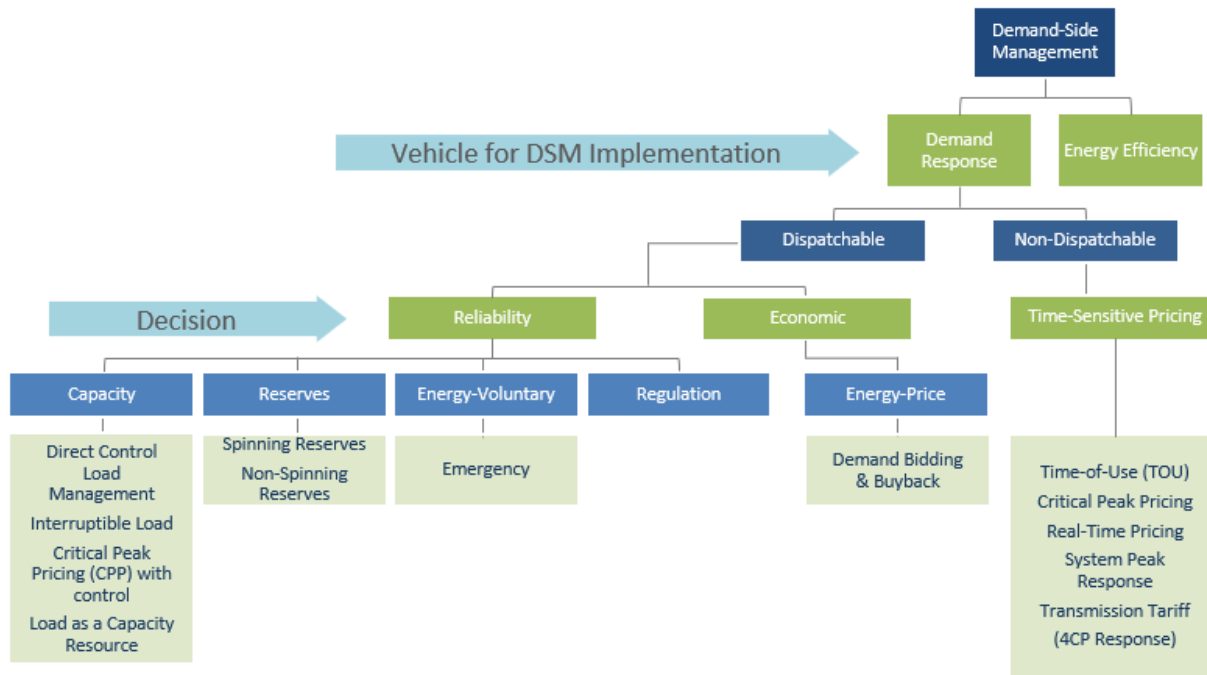 Demand-Side
Management
Vehicle for DSM Implementation
Demand
Response
Energy Efficiency
Dispatchable
Non-Dispatchable
Decision
Reliability
Economic
Time-Sensitive Pricing
Capacity
Reserves
Energy-Voluntary
Regulation
Energy-Price
Direct Control
Load
Management
Interruptible Load
Critical Peak
Pricing (CPP) with
control
Load as a Capacity
Resource
Spinning Reserves
Non-Spinning
Reserves
Emergency
Demand Bidding
& Buyback
Time-of-Use (TOU)
Critical Peak Pricing
Real-Time Pricing
System Peak
Response
Transmission Tariff
(4CP Response)